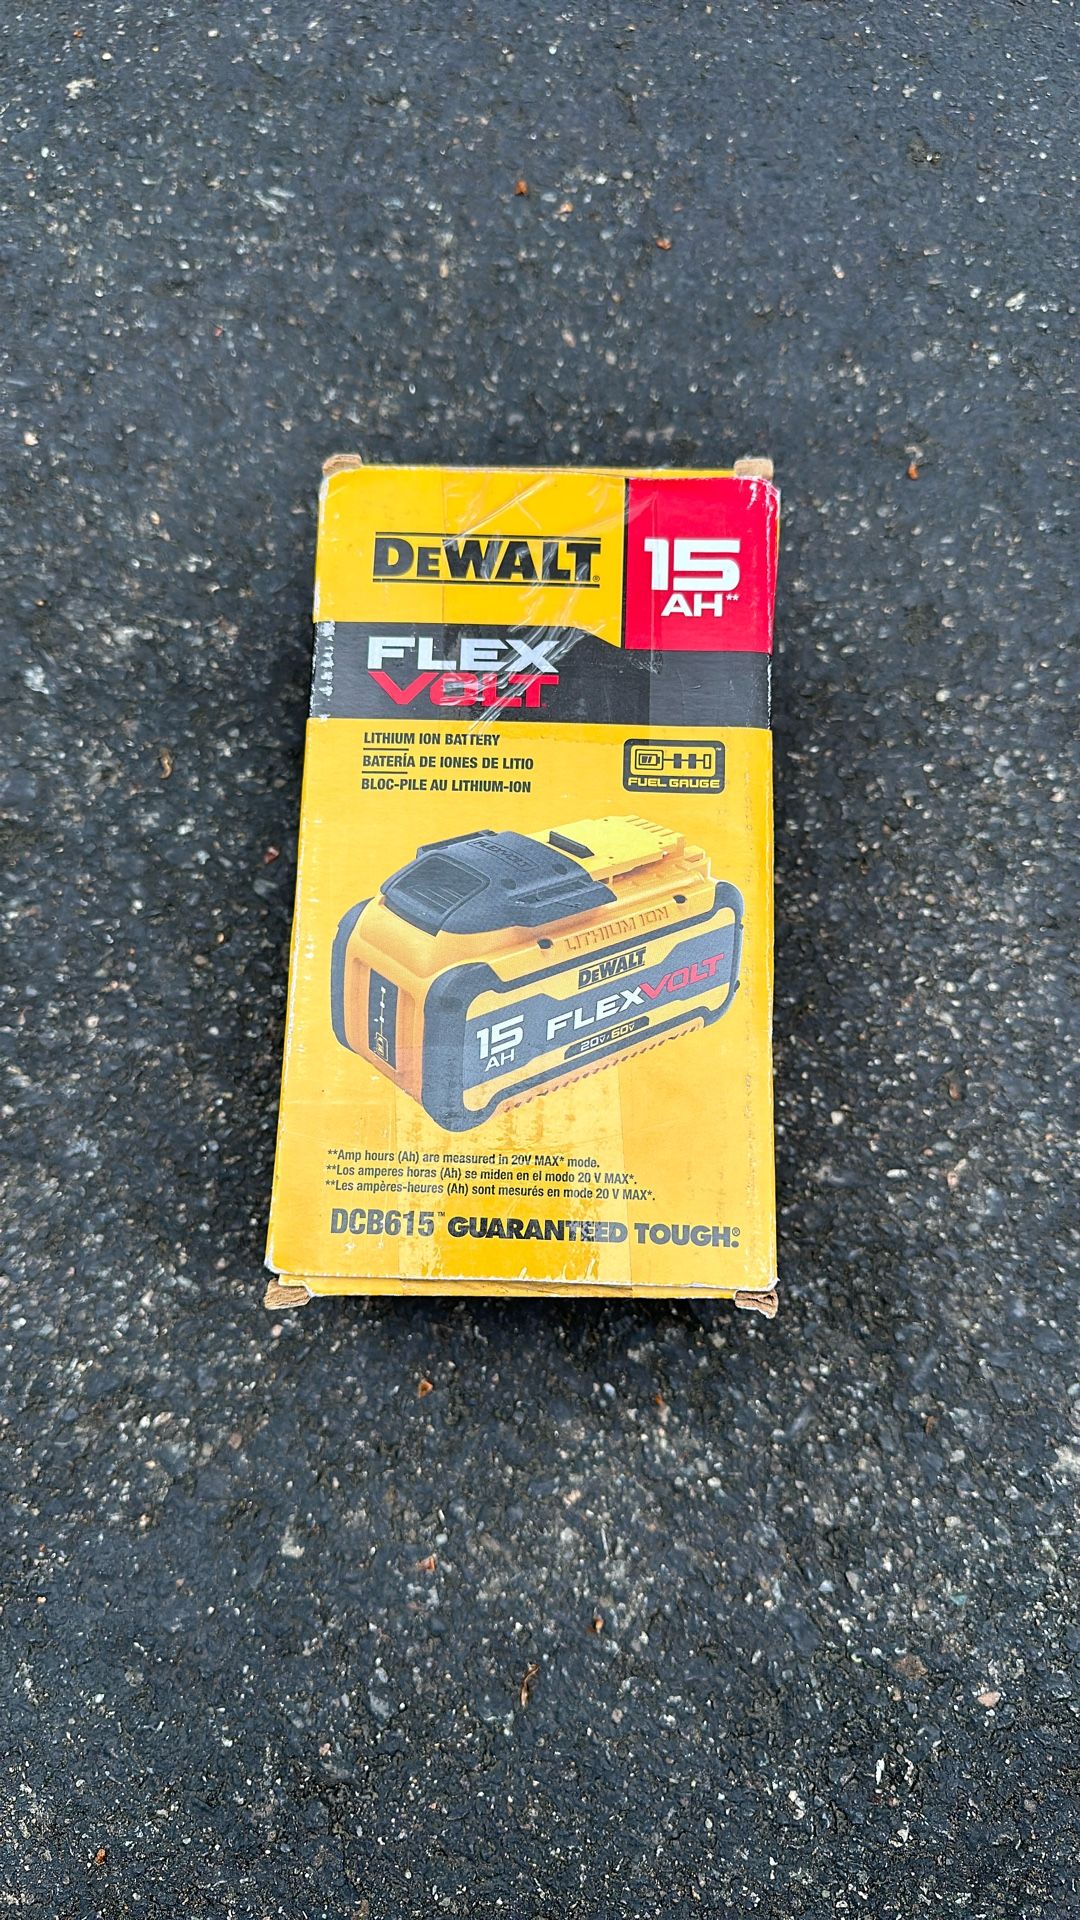 DEWALT®
15
AH**
FLEX
VOLT
LITHIUM ION BATTERY
BATERÍA DE IONES DE LITIO
BLOC-PILE AU LITHIUM-ION
FUEL GAUGE™
FLEXVOLT
LITHIUM ION
DEWALT
15
AH
FLEXVOLT
20V/60V
**Amp hours (Ah) are measured in 20V MAX* mode.
**Los amperes horas (Ah) se miden en el modo 20 V MAX*.
**Les ampères-heures (Ah) sont mesurés en mode 20 V MAX*.
DCB615™ GUARANTEED TOUGH.®